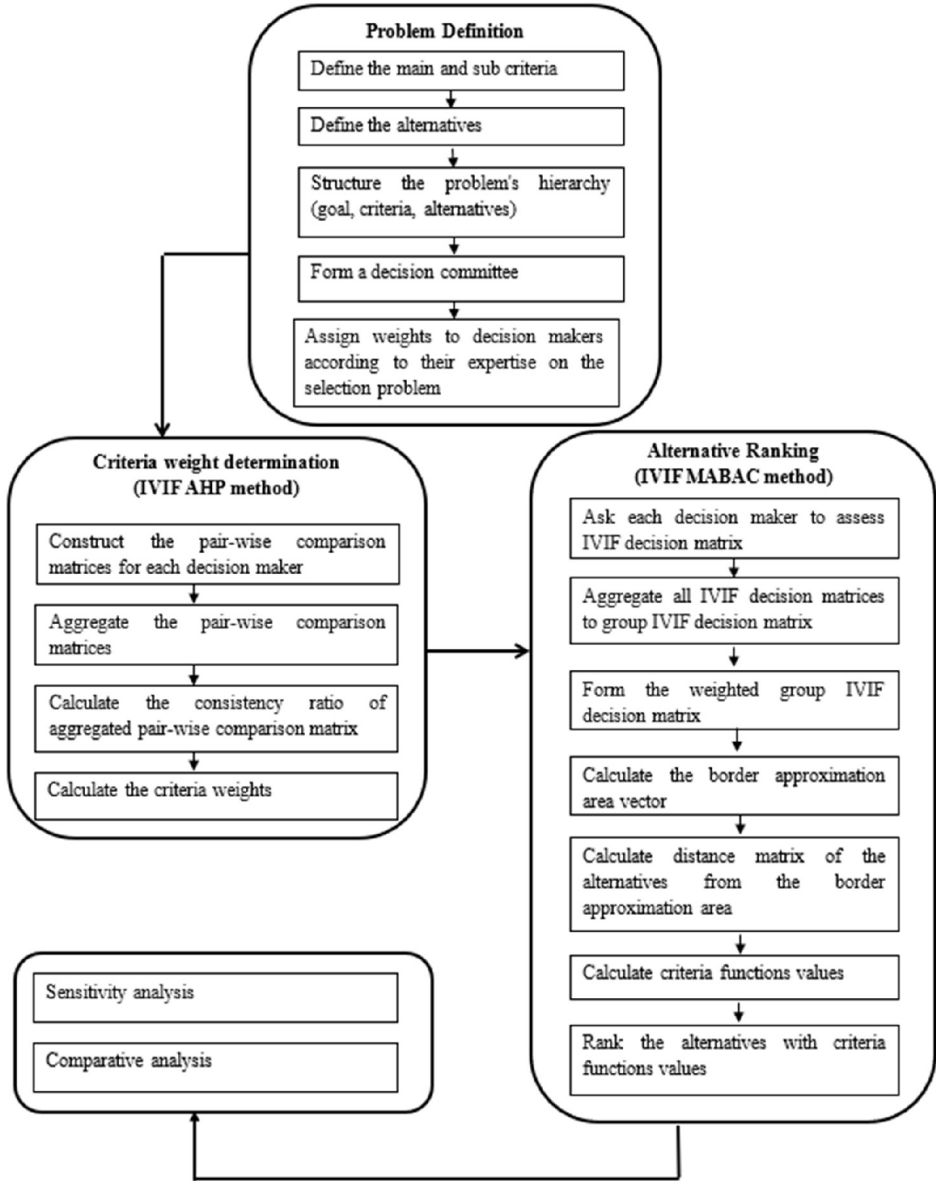 Problem Definition
Define the main and sub criteria
Define the alternatives
Structure the problem's hierarchy
(goal, criteria, alternatives)
Form a decision committee
Assign weights to decision makers
according to their expertise on the
selection problem
Criteria weight determination
(IVIF AHP method)
Construct the pair-wise comparison
matrices for each decision maker
Aggregate the pair-wise comparison
matrices
Calculate the consistency ratio of
aggregated pair-wise comparison matrix
Calculate the criteria weights
Alternative Ranking
(IVIF MABAC method)
Ask each decision maker to assess
IVIF decision matrix
Aggregate all IVIF decision matrices
to group IVIF decision matrix
Form the weighted group IVIF
decision matrix
Calculate the border approximation
area vector
Calculate distance matrix of the
alternatives from the border
approximation area
Calculate criteria functions values
Rank the alternatives with criteria
functions values
Sensitivity analysis
Comparative analysis